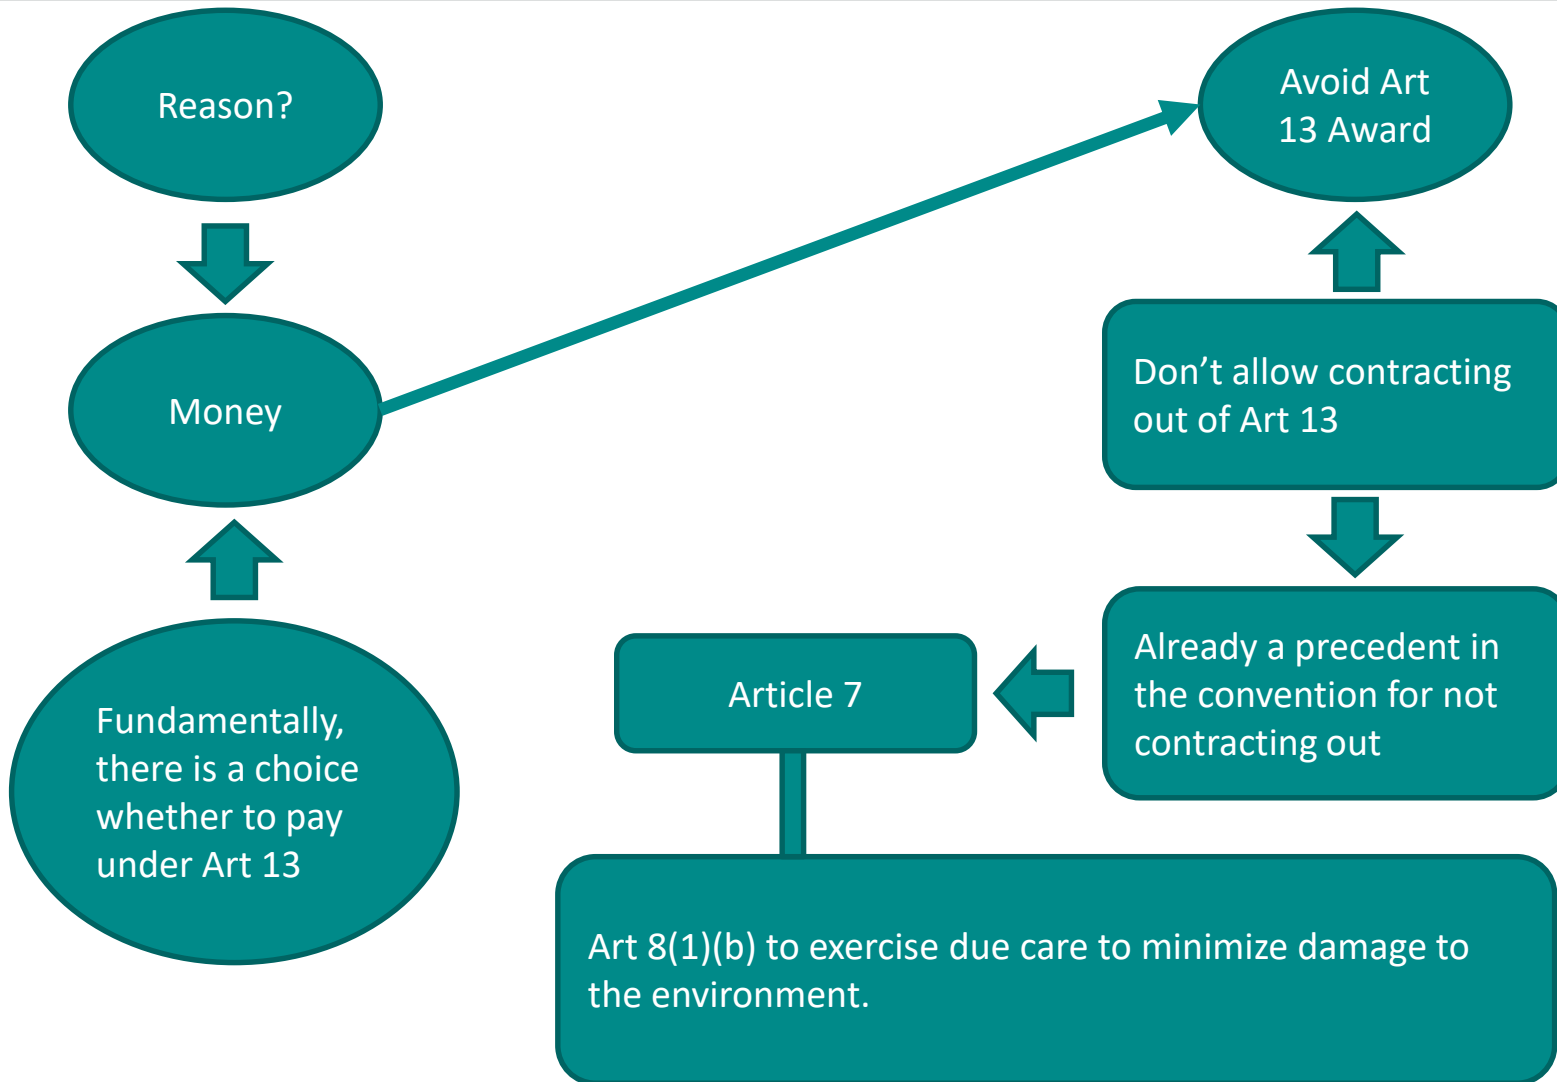 Reason?
Avoid Art
13 Award
Money
Don’t allow contracting
out of Art 13
Fundamentally,
there is a choice
whether to pay
under Art 13
Already a precedent in
the convention for not
contracting out
Article 7
Art 8(1)(b) to exercise due care to minimize damage to
the environment.